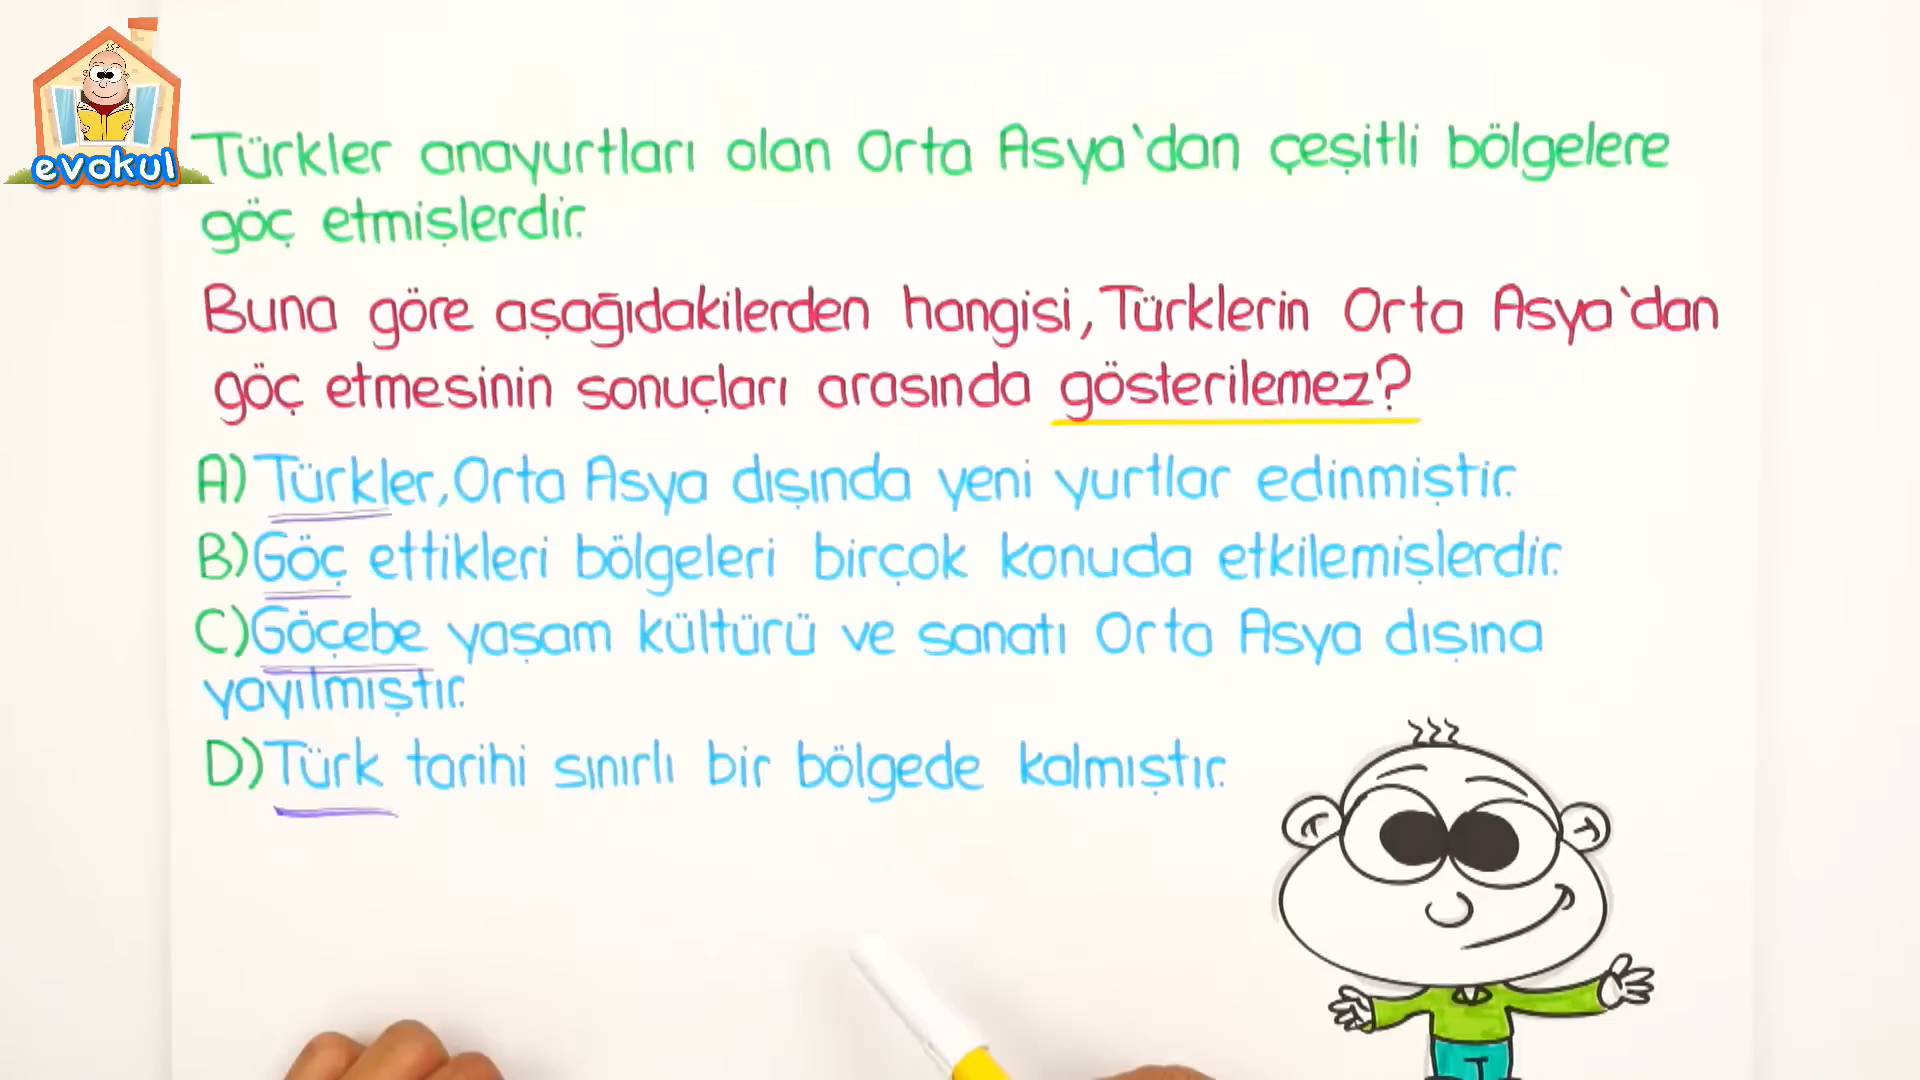 evokul
Türkler anayurtları olan Orta Asya'dan çeşitli bölgelere
göç etmişlerdir.
Buna göre aşağıdakilerden hangisi, Türklerin Orta Asya'dan
göç etmesinin sonuçları arasında gösterilemez?
A) Türkler, Orta Asya dışında yeni yurtlar edinmiştir.
B) Göç ettikleri bölgeleri birçok konuda etkilemişlerdir.
C) Göçebe yaşam kültürü ve sanatı Orta Asya dışına
yayılmıştır.
D) Türk tarihi sınırlı bir bölgede kalmıştır.